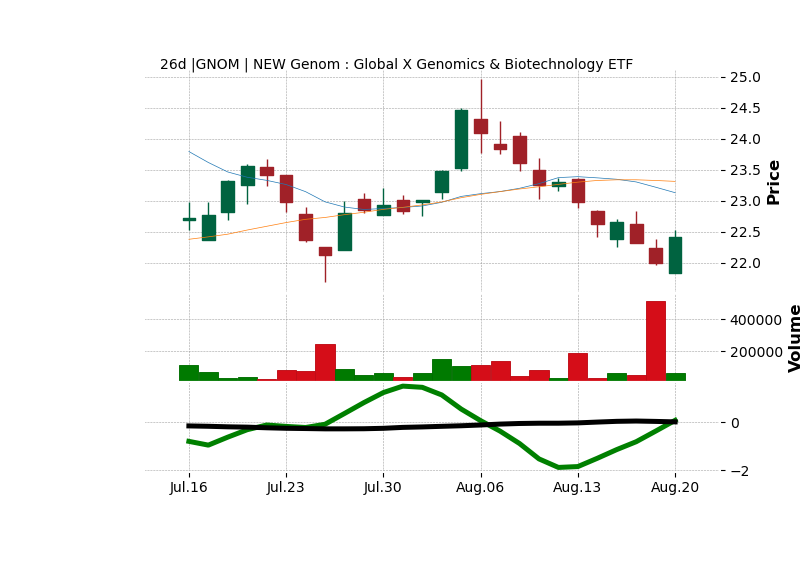 26d |GNOM | NEW Genom : Global X Genomics & Biotechnology ETF
25.0
24.5
24.0
23.5
23.0
22.5
22.0
Price
400000
200000
Volume
0
−2
Jul.16 Jul.23 Jul.30 Aug.06 Aug.13 Aug.20